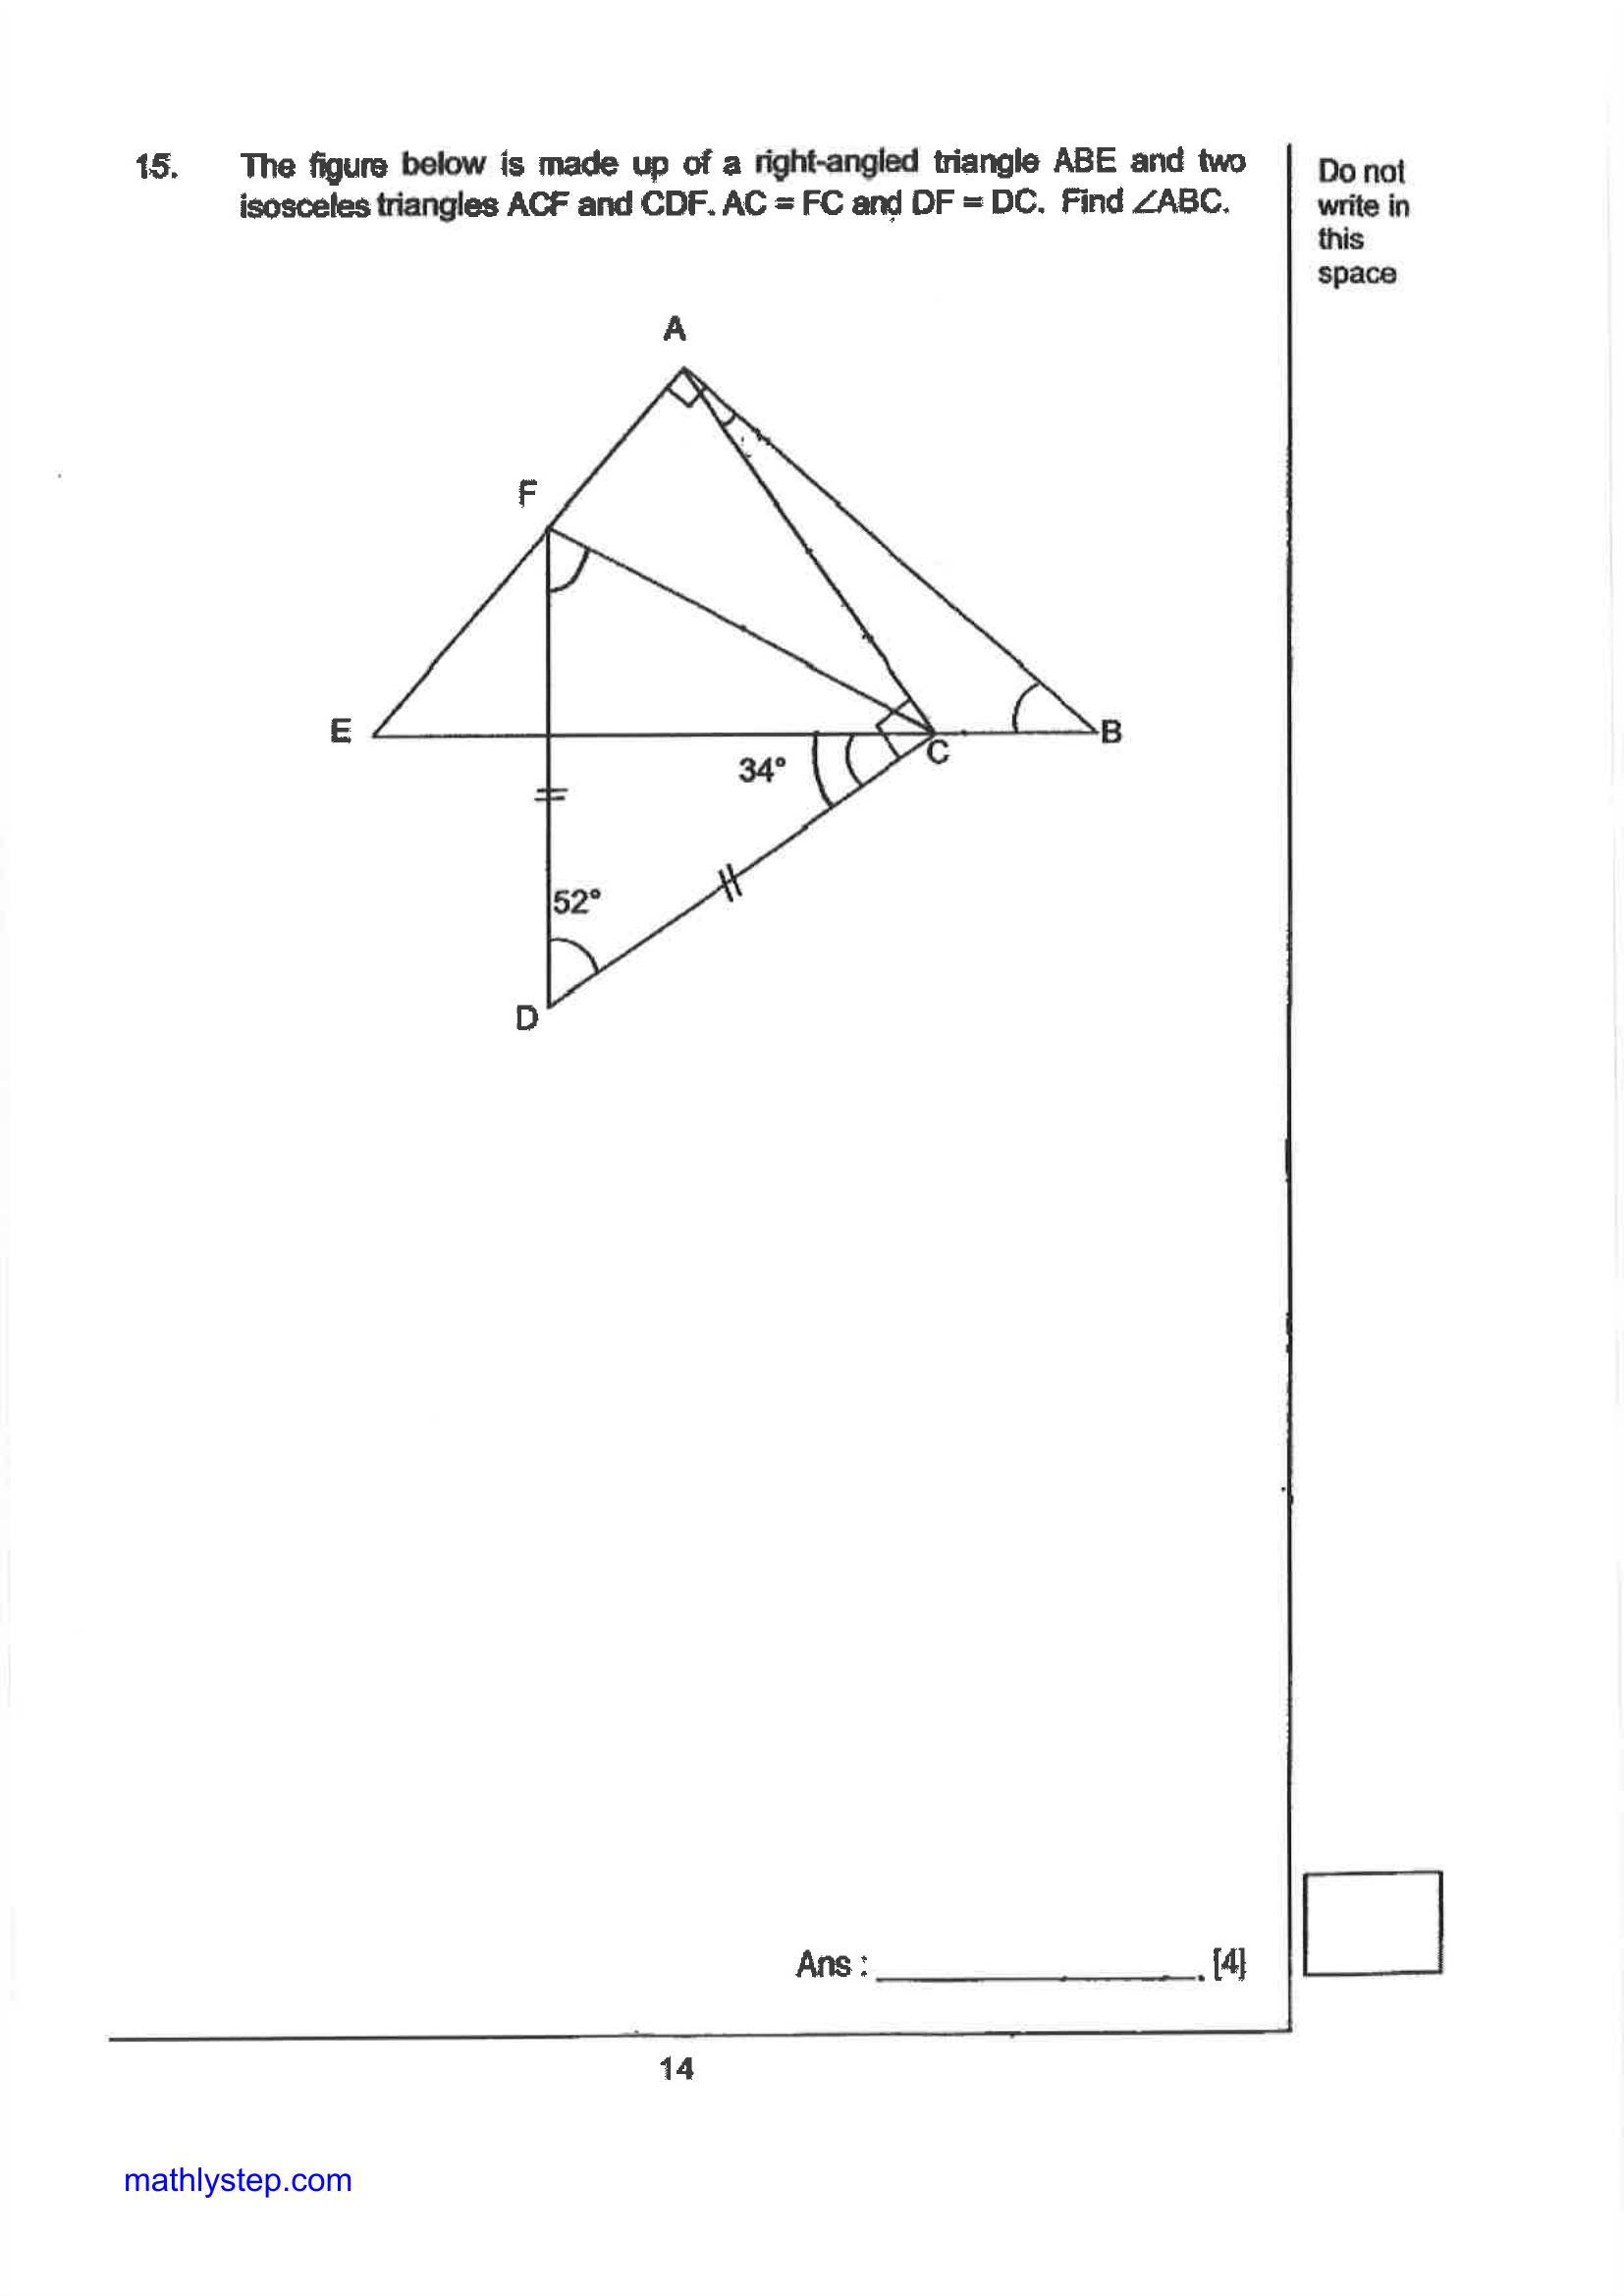 15. The figure below is made up of a right-angled triangle ABE and two
isosceles triangles ACF and CDF. AC = FC and DF = DC. Find ∠ABC.
Do not
write in
this
space
A
F
E
B
C
34°
52°
D
Ans : ____________. [4]
14
mathlystep.com